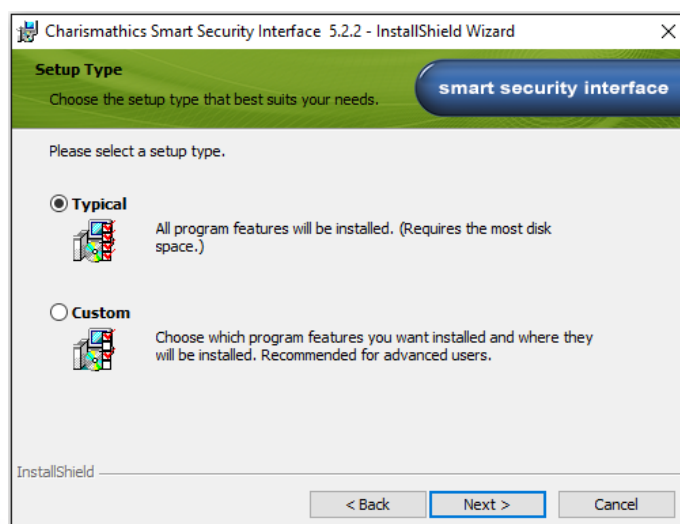 Charismathics Smart Security Interface 5.2.2 - InstallShield Wizard
Setup Type
Choose the setup type that best suits your needs.
smart security interface
Please select a setup type.
Typical
All program features will be installed. (Requires the most disk
space.)
Custom
Choose which program features you want installed and where they
will be installed. Recommended for advanced users.
InstallShield
< Back
Next >
Cancel